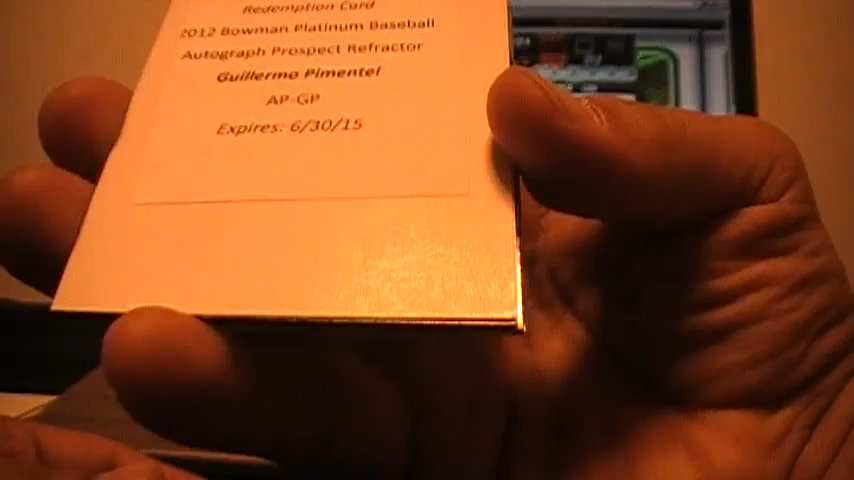 Redemption Card
2012 Bowman Platinum Baseball
Autograph Prospect Refractor
Guillermo Pimentel
AP-GP
Expires: 6/30/15